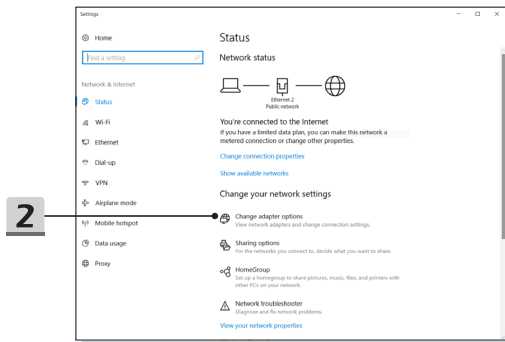 Settings
Home
Find a setting
Network & Internet
Status
Wi-Fi
Ethernet
Dial-up
VPN
Airplane mode
Mobile hotspot
Data usage
Proxy
Status
Network status
Ethernet 2
Public network
You're connected to the Internet
If you have a limited data plan, you can make this network a
metered connection or change other properties.
Change connection properties
Show available networks
Change your network settings
2
Change adapter options
View network adapters and change connection settings.
Sharing options
For the networks you connect to, decide what you want to share.
HomeGroup
Set up a homegroup to share pictures, music, files, and printers with
other PCs on your network.
Network troubleshooter
Diagnose and fix network problems.
View your network properties